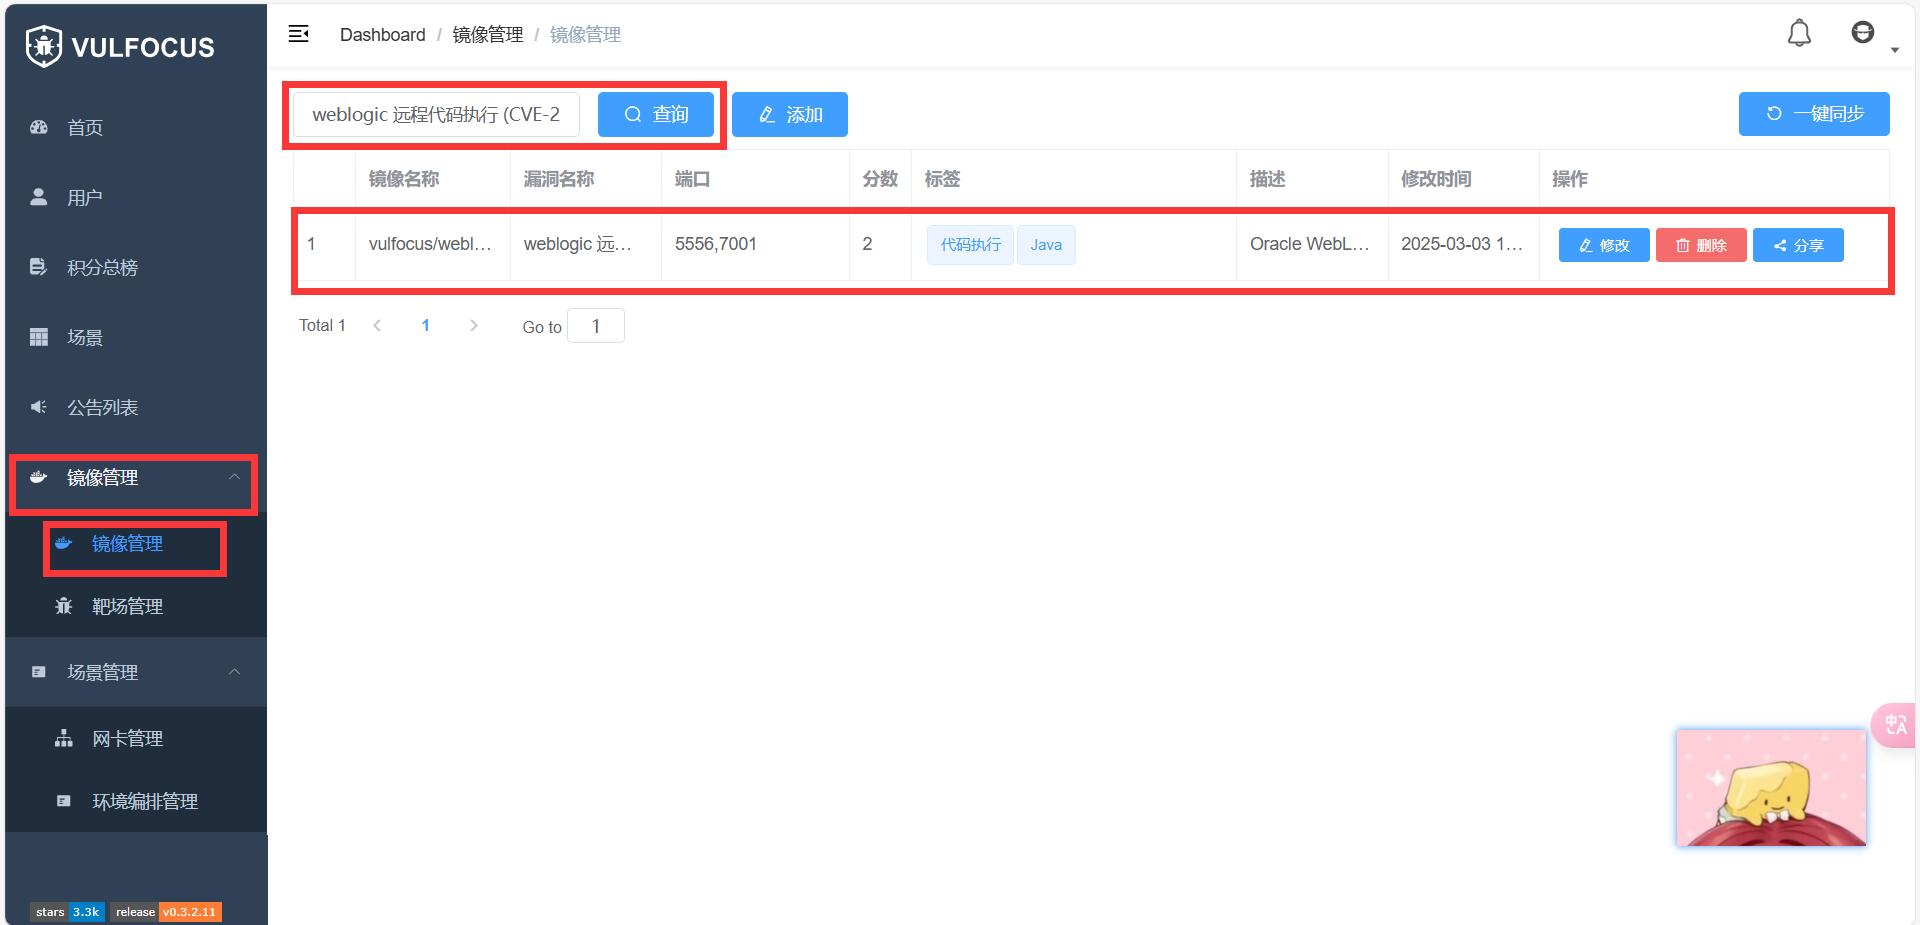 VULFOCUS
Dashboard / 镜像管理 / 镜像管理
首页
用户
积分总榜
场景
公告列表
镜像管理
镜像管理
靶场管理
场景管理
网卡管理
环境编排管理
stars 3.3k release v0.3.2.11
weblogic 远程代码执行 (CVE-2 查询 添加 一键同步
镜像名称 漏洞名称 端口 分数 标签 描述 修改时间 操作
1 vulfocus/webl... weblogic 远... 5556,7001 2 代码执行 Java Oracle WebL... 2025-03-03 1... 修改 删除 分享
Total 1 1 Go to 1
中A